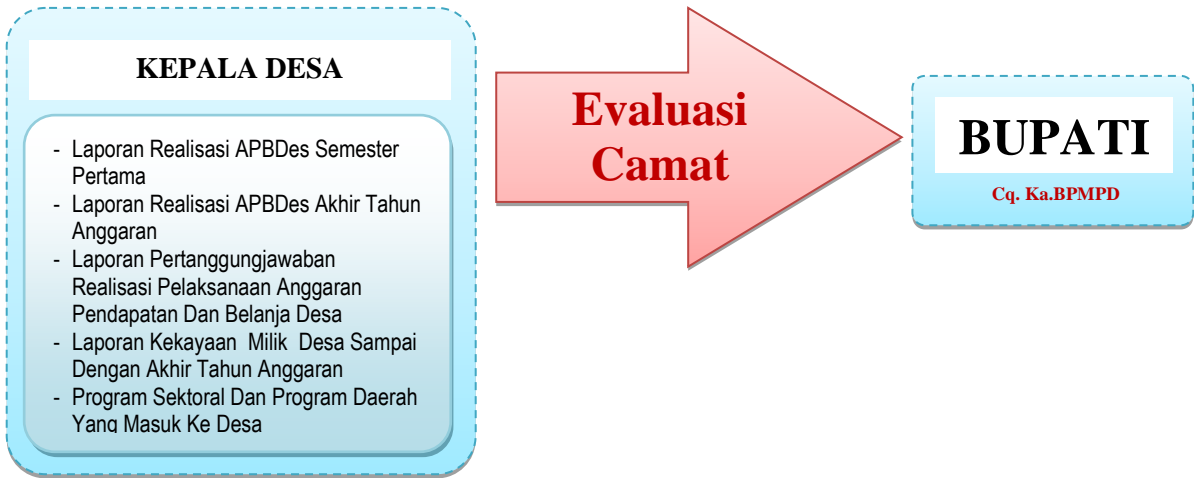 KEPALA DESA
- Laporan Realisasi APBDes Semester
Pertama
- Laporan Realisasi APBDes Akhir Tahun
Anggaran
- Laporan Pertanggungjawaban
Realisasi Pelaksanaan Anggaran
Pendapatan Dan Belanja Desa
- Laporan Kekayaan Milik Desa Sampai
Dengan Akhir Tahun Anggaran
- Program Sektoral Dan Program Daerah
Yang Masuk Ke Desa
Evaluasi
Camat
BUPATI
Cq. Ka.BPMPD